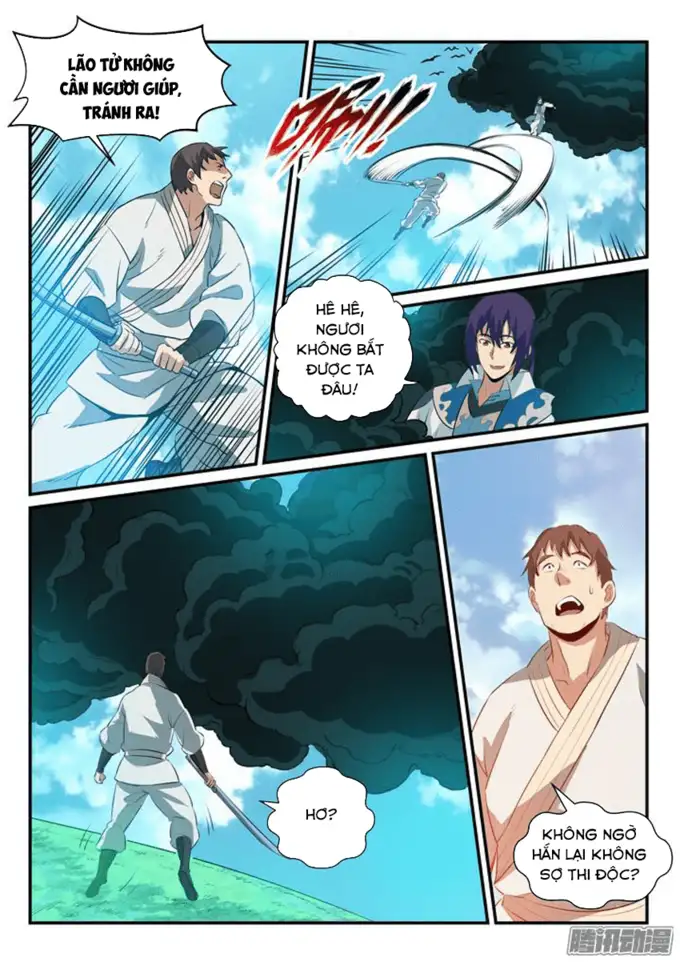 LÃO TỬ KHÔNG
CẦN NGƯƠI GIÚP,
TRÁNH RA!
HÊ HÊ,
NGƯƠI
KHÔNG BẮT
ĐƯỢC TA
ĐÂU!
HƠ?
KHÔNG NGỜ
HẮN LẠI KHÔNG
SỢ THI ĐỘC?
腾讯动漫